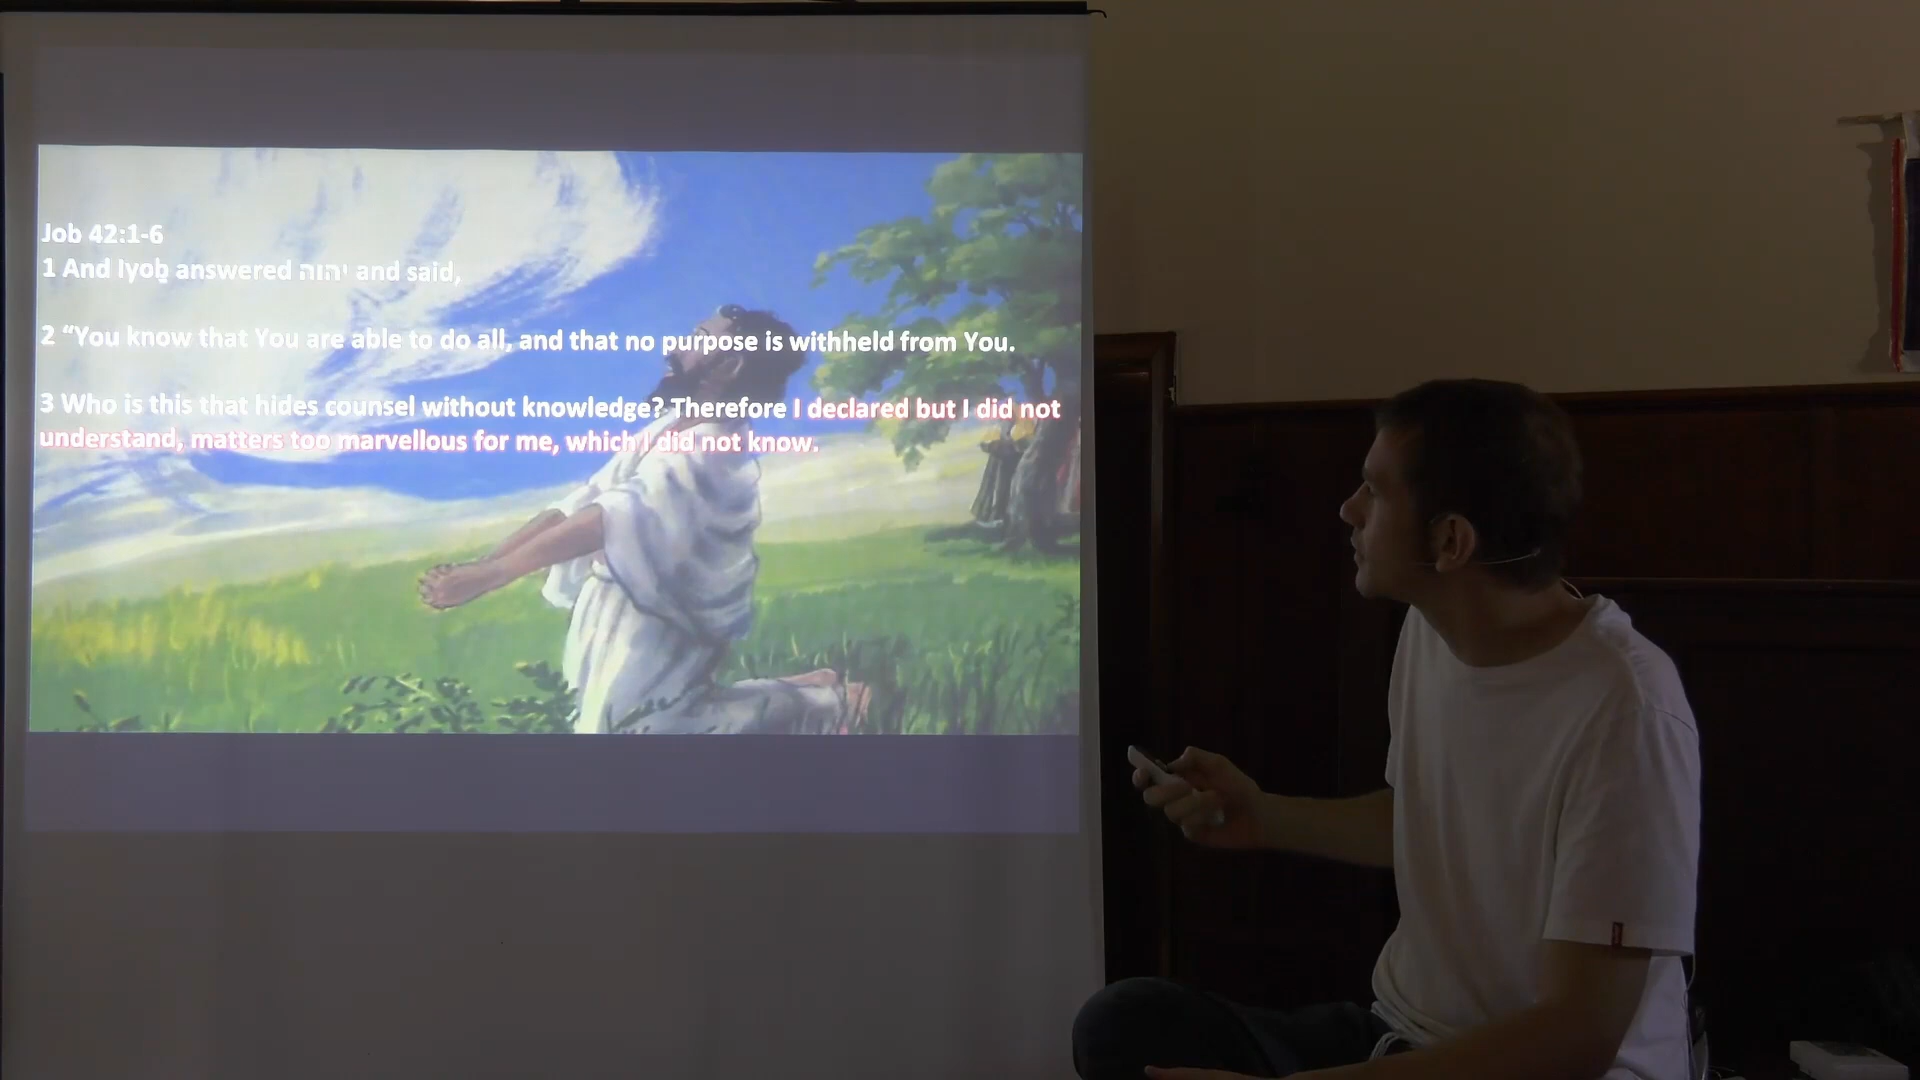 Job 42:1-6
1 And Iyoḇ answered יהוה and said,
2 “You know that You are able to do all, and that no purpose is withheld from You.
3 Who is this that hides counsel without knowledge? Therefore I declared but I did not
understand, matters too marvellous for me, which I did not know.